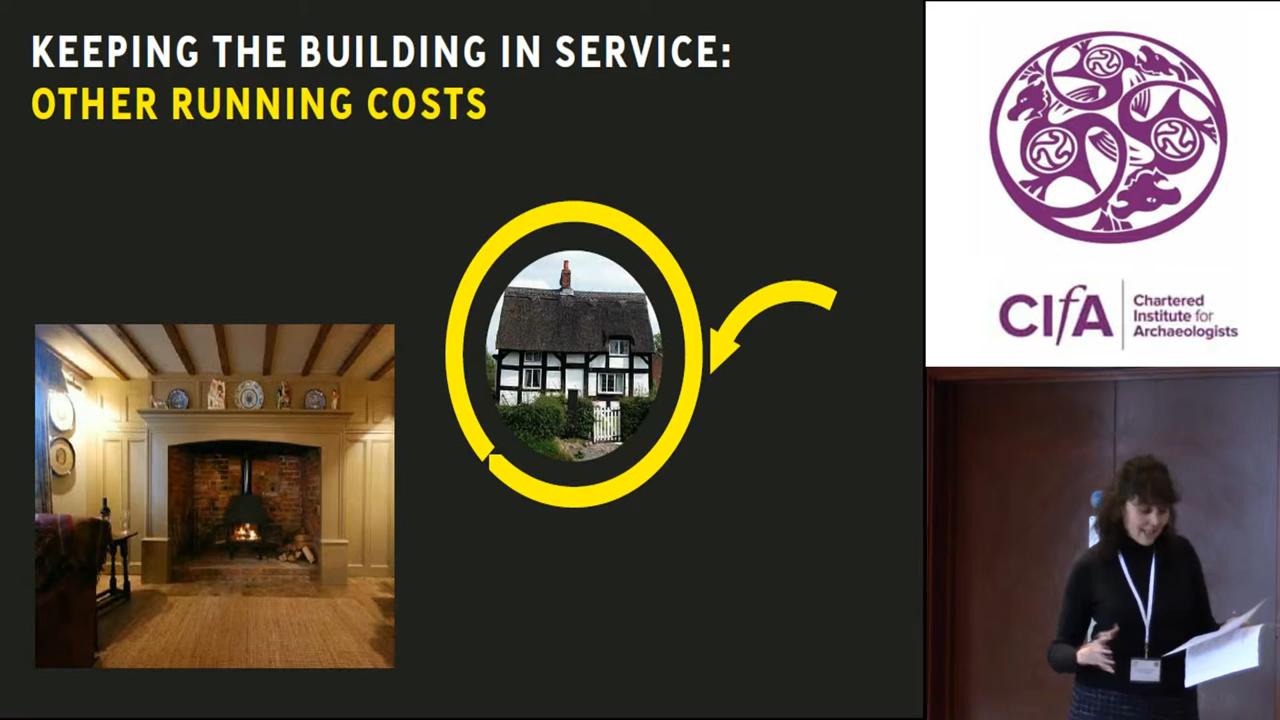 KEEPING THE BUILDING IN SERVICE:
OTHER RUNNING COSTS
CIfA
Chartered
Institute for
Archaeologists